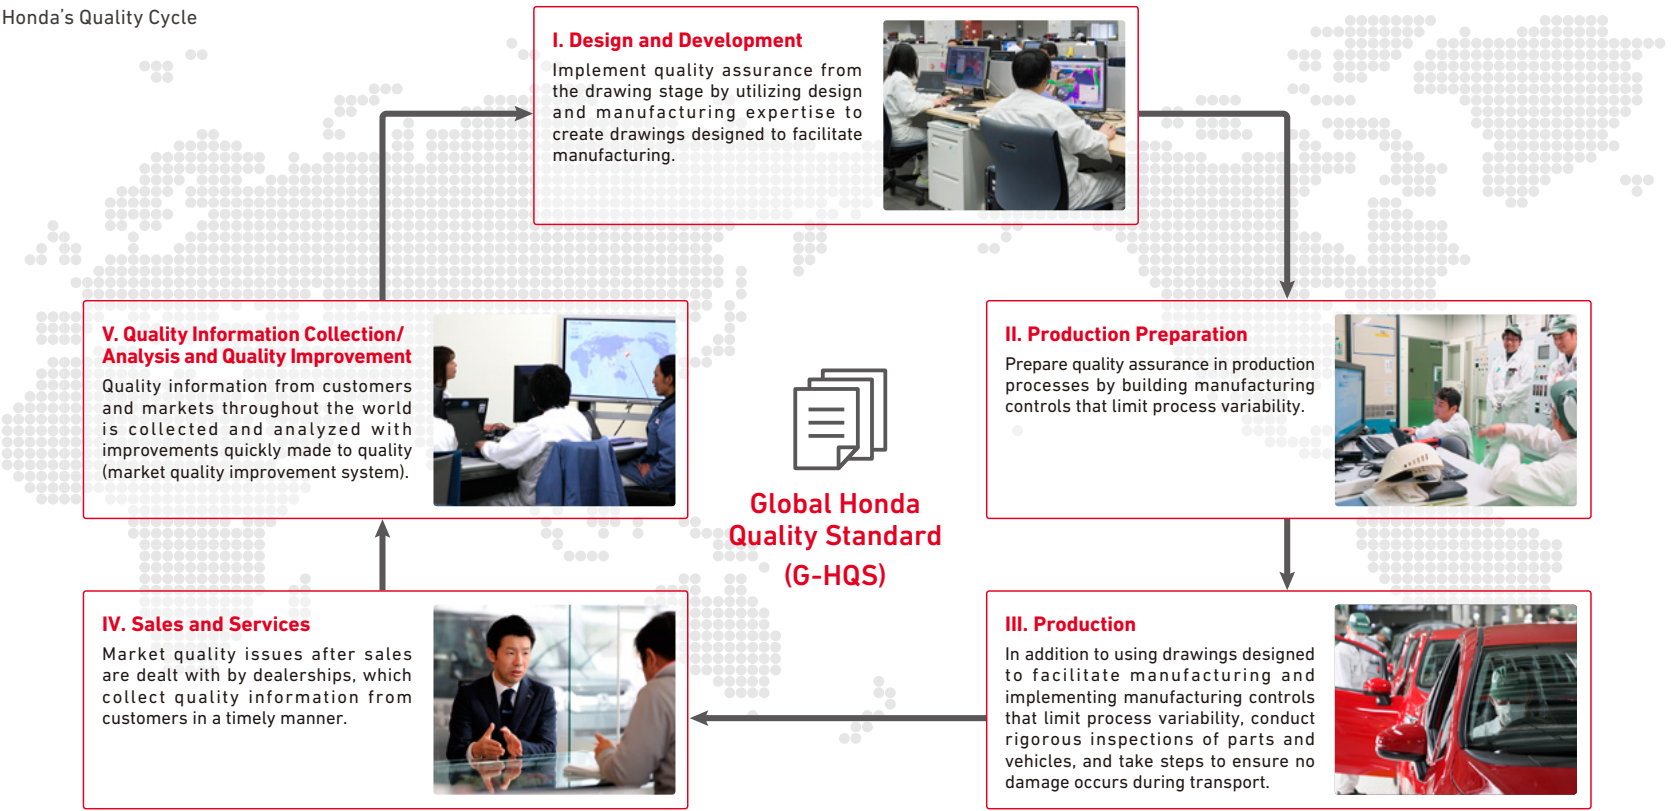 Honda’s Quality Cycle
I. Design and Development
Implement quality assurance from
the drawing stage by utilizing design
and manufacturing expertise to
create drawings designed to facilitate
manufacturing.
II. Production Preparation
Prepare quality assurance in production
processes by building manufacturing
controls that limit process variability.
III. Production
In addition to using drawings designed
to facilitate manufacturing and
implementing manufacturing controls
that limit process variability, conduct
rigorous inspections of parts and
vehicles, and take steps to ensure no
damage occurs during transport.
IV. Sales and Services
Market quality issues after sales
are dealt with by dealerships, which
collect quality information from
customers in a timely manner.
V. Quality Information Collection/
Analysis and Quality Improvement
Quality information from customers
and markets throughout the world
is collected and analyzed with
improvements quickly made to quality
(market quality improvement system).
Global Honda
Quality Standard
(G-HQS)